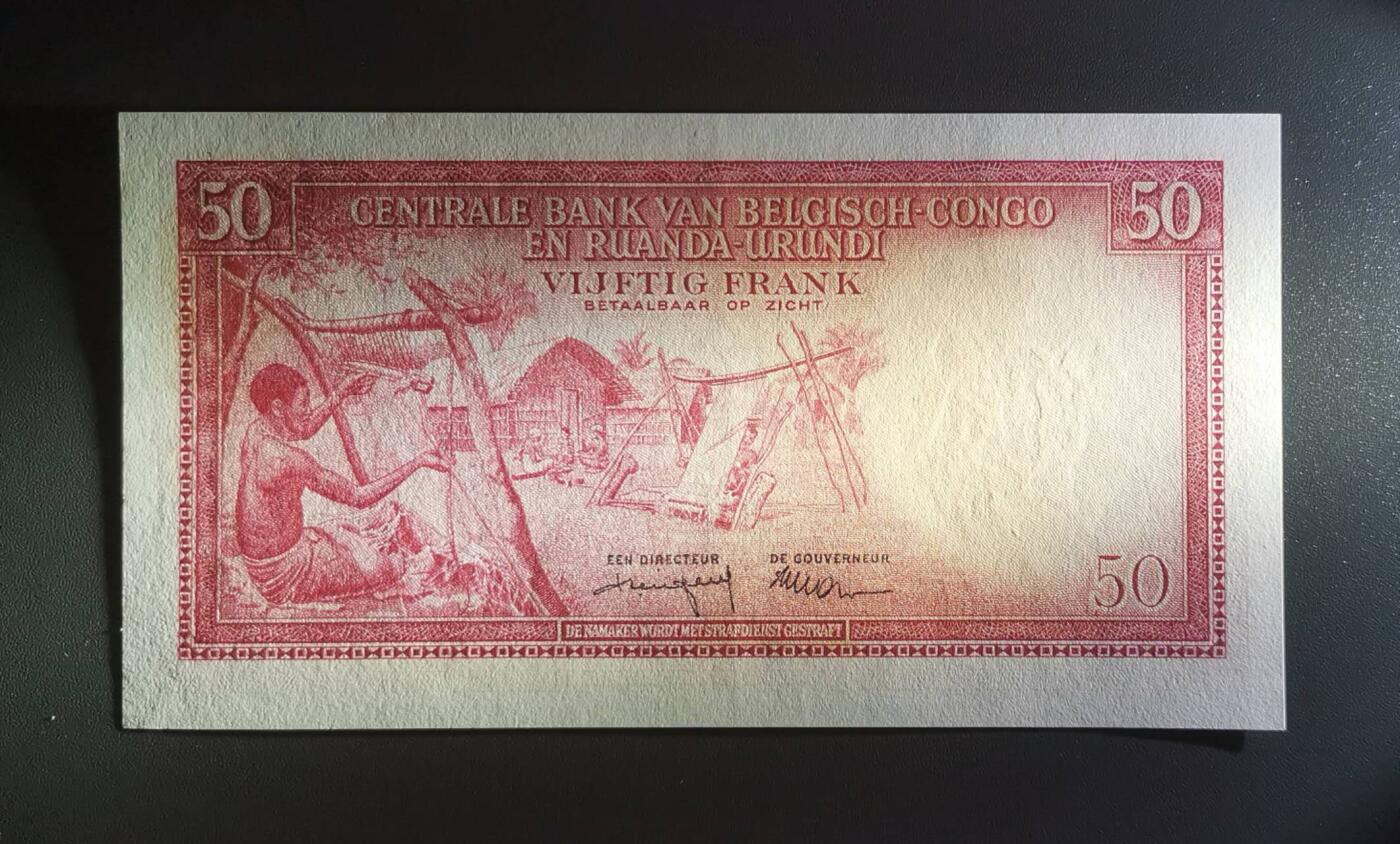 50
50
CENTRALE BANK VAN BELGISCH-CONGO
EN RUANDA-URUNDI
VIJFTIG FRANK
BETAALBAAR OP ZICHT
EEN DIRECTEUR
DE GOUVERNEUR
50
DE NAMAKER WORDT MET STRAFDIENST GESTRAFT